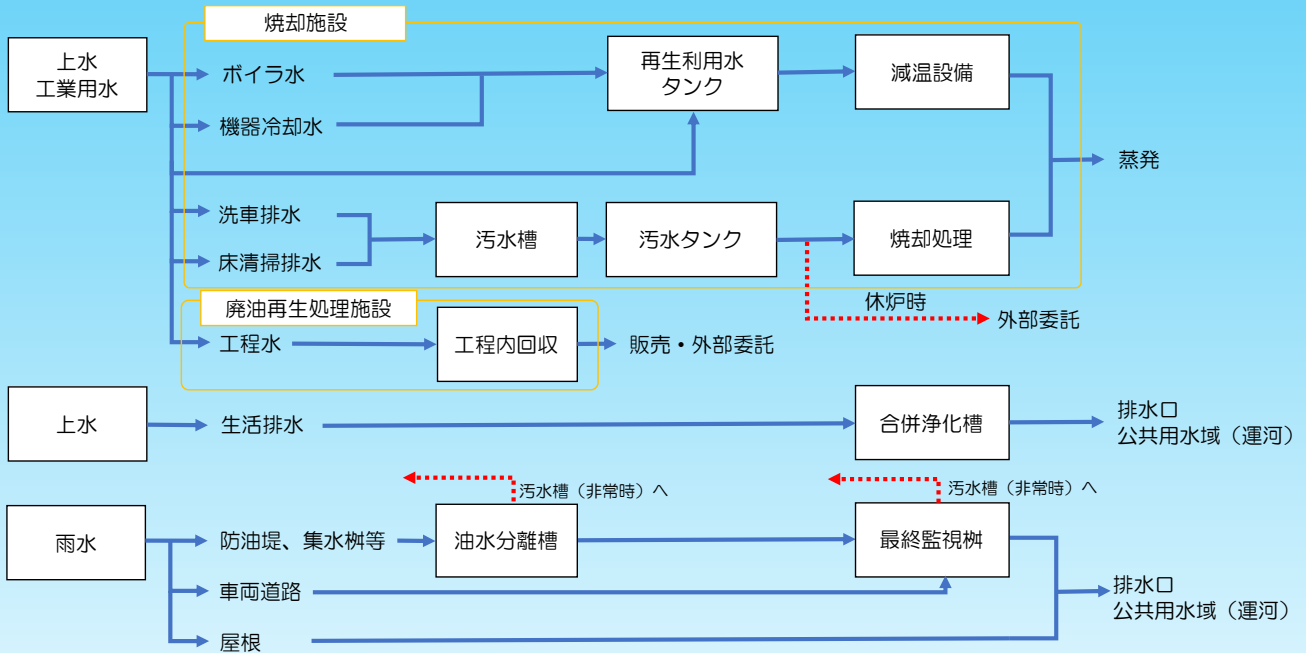 焼却施設
上水
工業用水
ボイラ水
再生利用水
タンク
減温設備
機器冷却水
蒸発
洗車排水
汚水槽
汚水タンク
焼却処理
床清掃排水
休炉時
外部委託
廃油再生処理施設
工程水
工程内回収
販売・外部委託
上水
生活排水
合併浄化槽
排水口
公共用水域（運河）
汚水槽（非常時）へ
汚水槽（非常時）へ
雨水
防油堤、集水桝等
油水分離槽
最終監視桝
車両道路
排水口
公共用水域（運河）
屋根